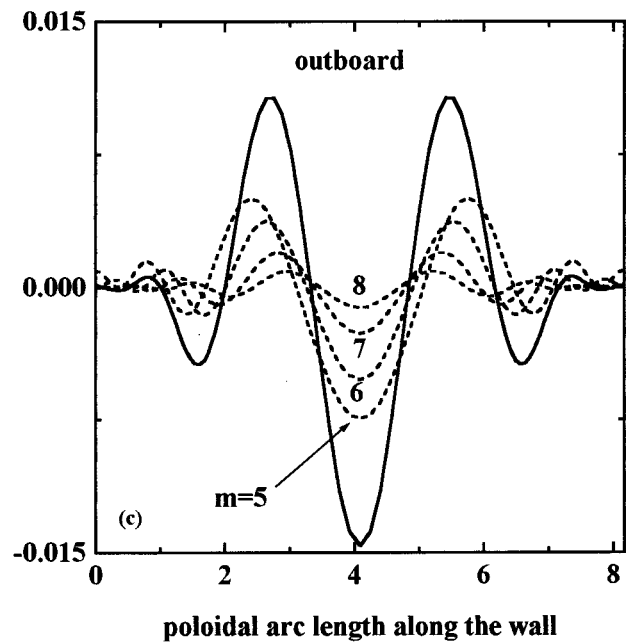 0.015
outboard
8
0.000
7
6
m=5
(c)
-0.015
0 2 4 6 8
poloidal arc length along the wall